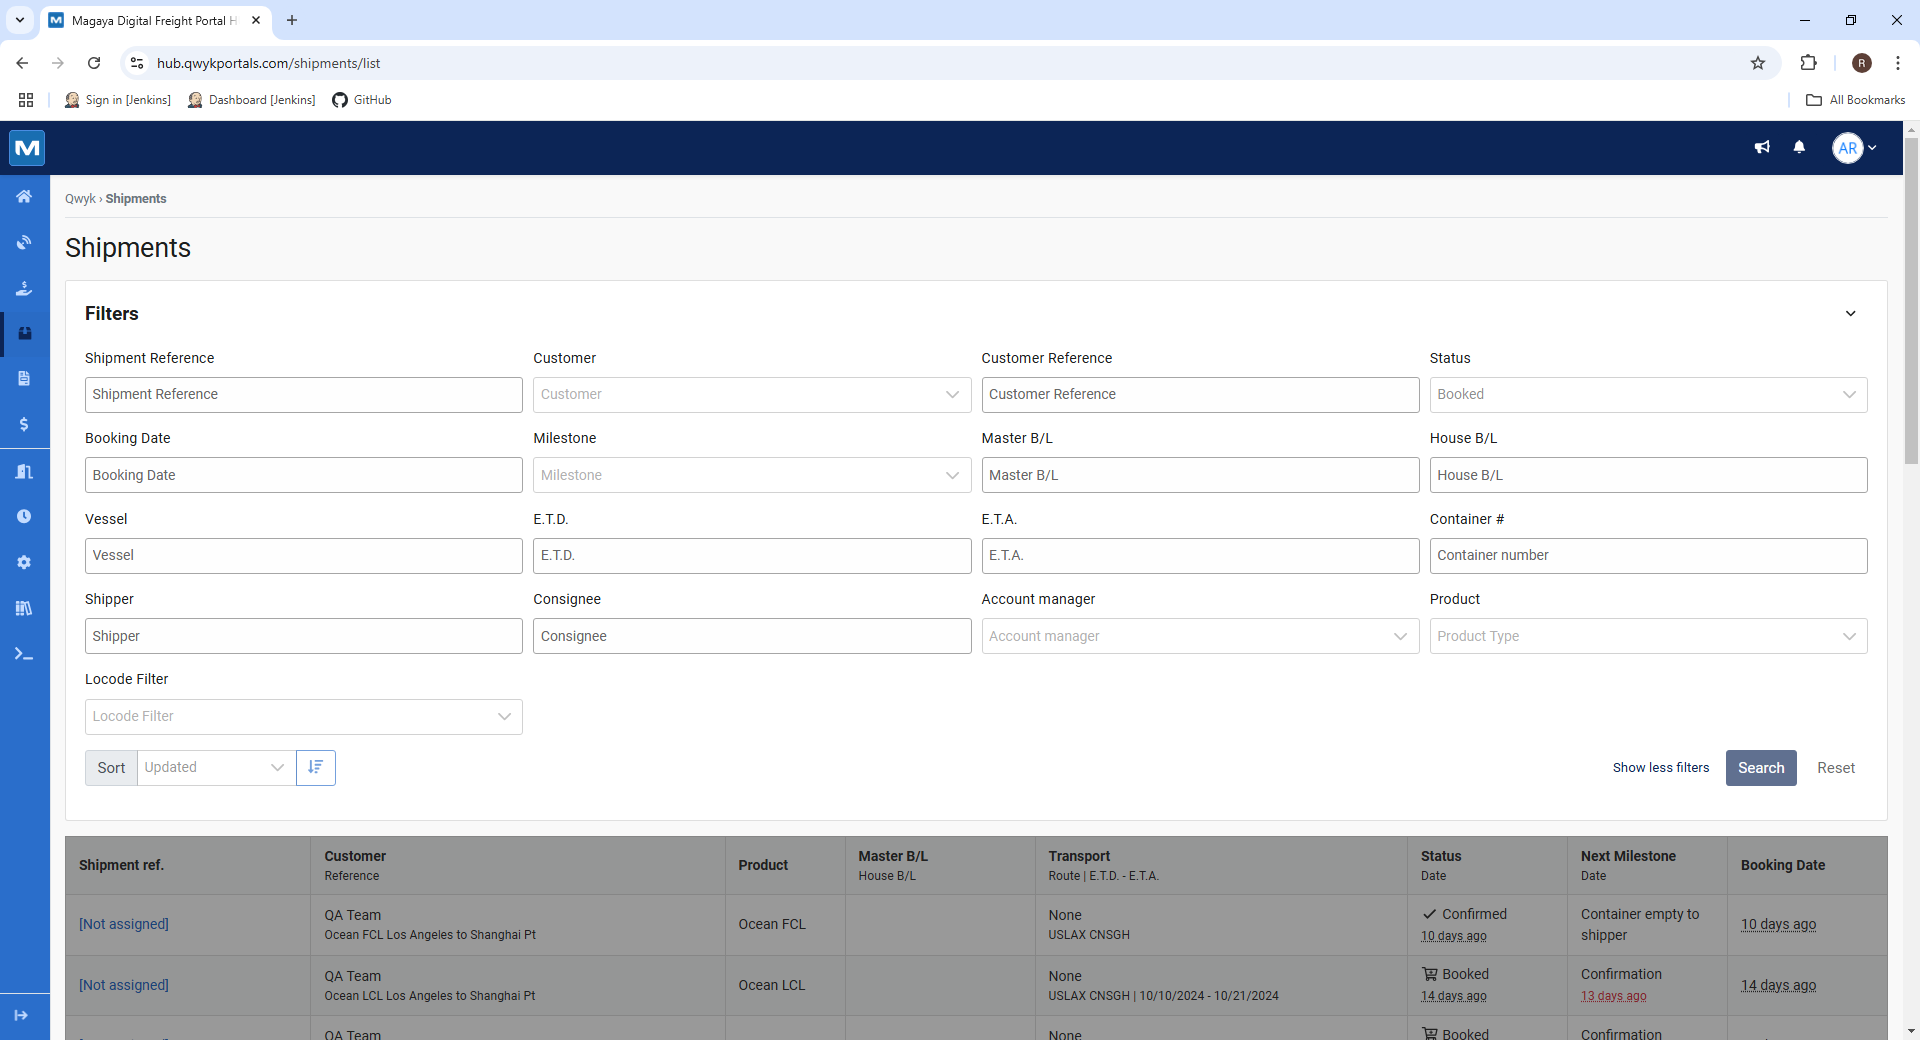 Magaya Digital Freight Portal H
hub.qwykportals.com/shipments/list
R
Sign in [Jenkins]
Dashboard [Jenkins]
GitHub
All Bookmarks
AR
Qwyk › Shipments
Shipments
Filters
Shipment Reference
Customer
Customer Reference
Status
Shipment Reference
Customer
Customer Reference
Booked
Booking Date
Milestone
Master B/L
House B/L
Booking Date
Milestone
Master B/L
House B/L
Vessel
E.T.D.
E.T.A.
Container #
Vessel
E.T.D.
E.T.A.
Container number
Shipper
Consignee
Account manager
Product
Shipper
Consignee
Account manager
Product Type
Locode Filter
Locode Filter
Sort
Updated
Show less filters
Search
Reset
Shipment ref.
Customer
Reference
Product
Master B/L
House B/L
Transport
Route | E.T.D. - E.T.A.
Status
Date
Next Milestone
Date
Booking Date
[Not assigned]
QA Team
Ocean FCL Los Angeles to Shanghai Pt
Ocean FCL
None
USLAX CNSGH
Confirmed
10 days ago
Container empty to
shipper
10 days ago
[Not assigned]
QA Team
Ocean LCL Los Angeles to Shanghai Pt
Ocean LCL
None
USLAX CNSGH | 10/10/2024 - 10/21/2024
Booked
14 days ago
Confirmation
13 days ago
14 days ago
QA Team
None
Booked
Confirmation